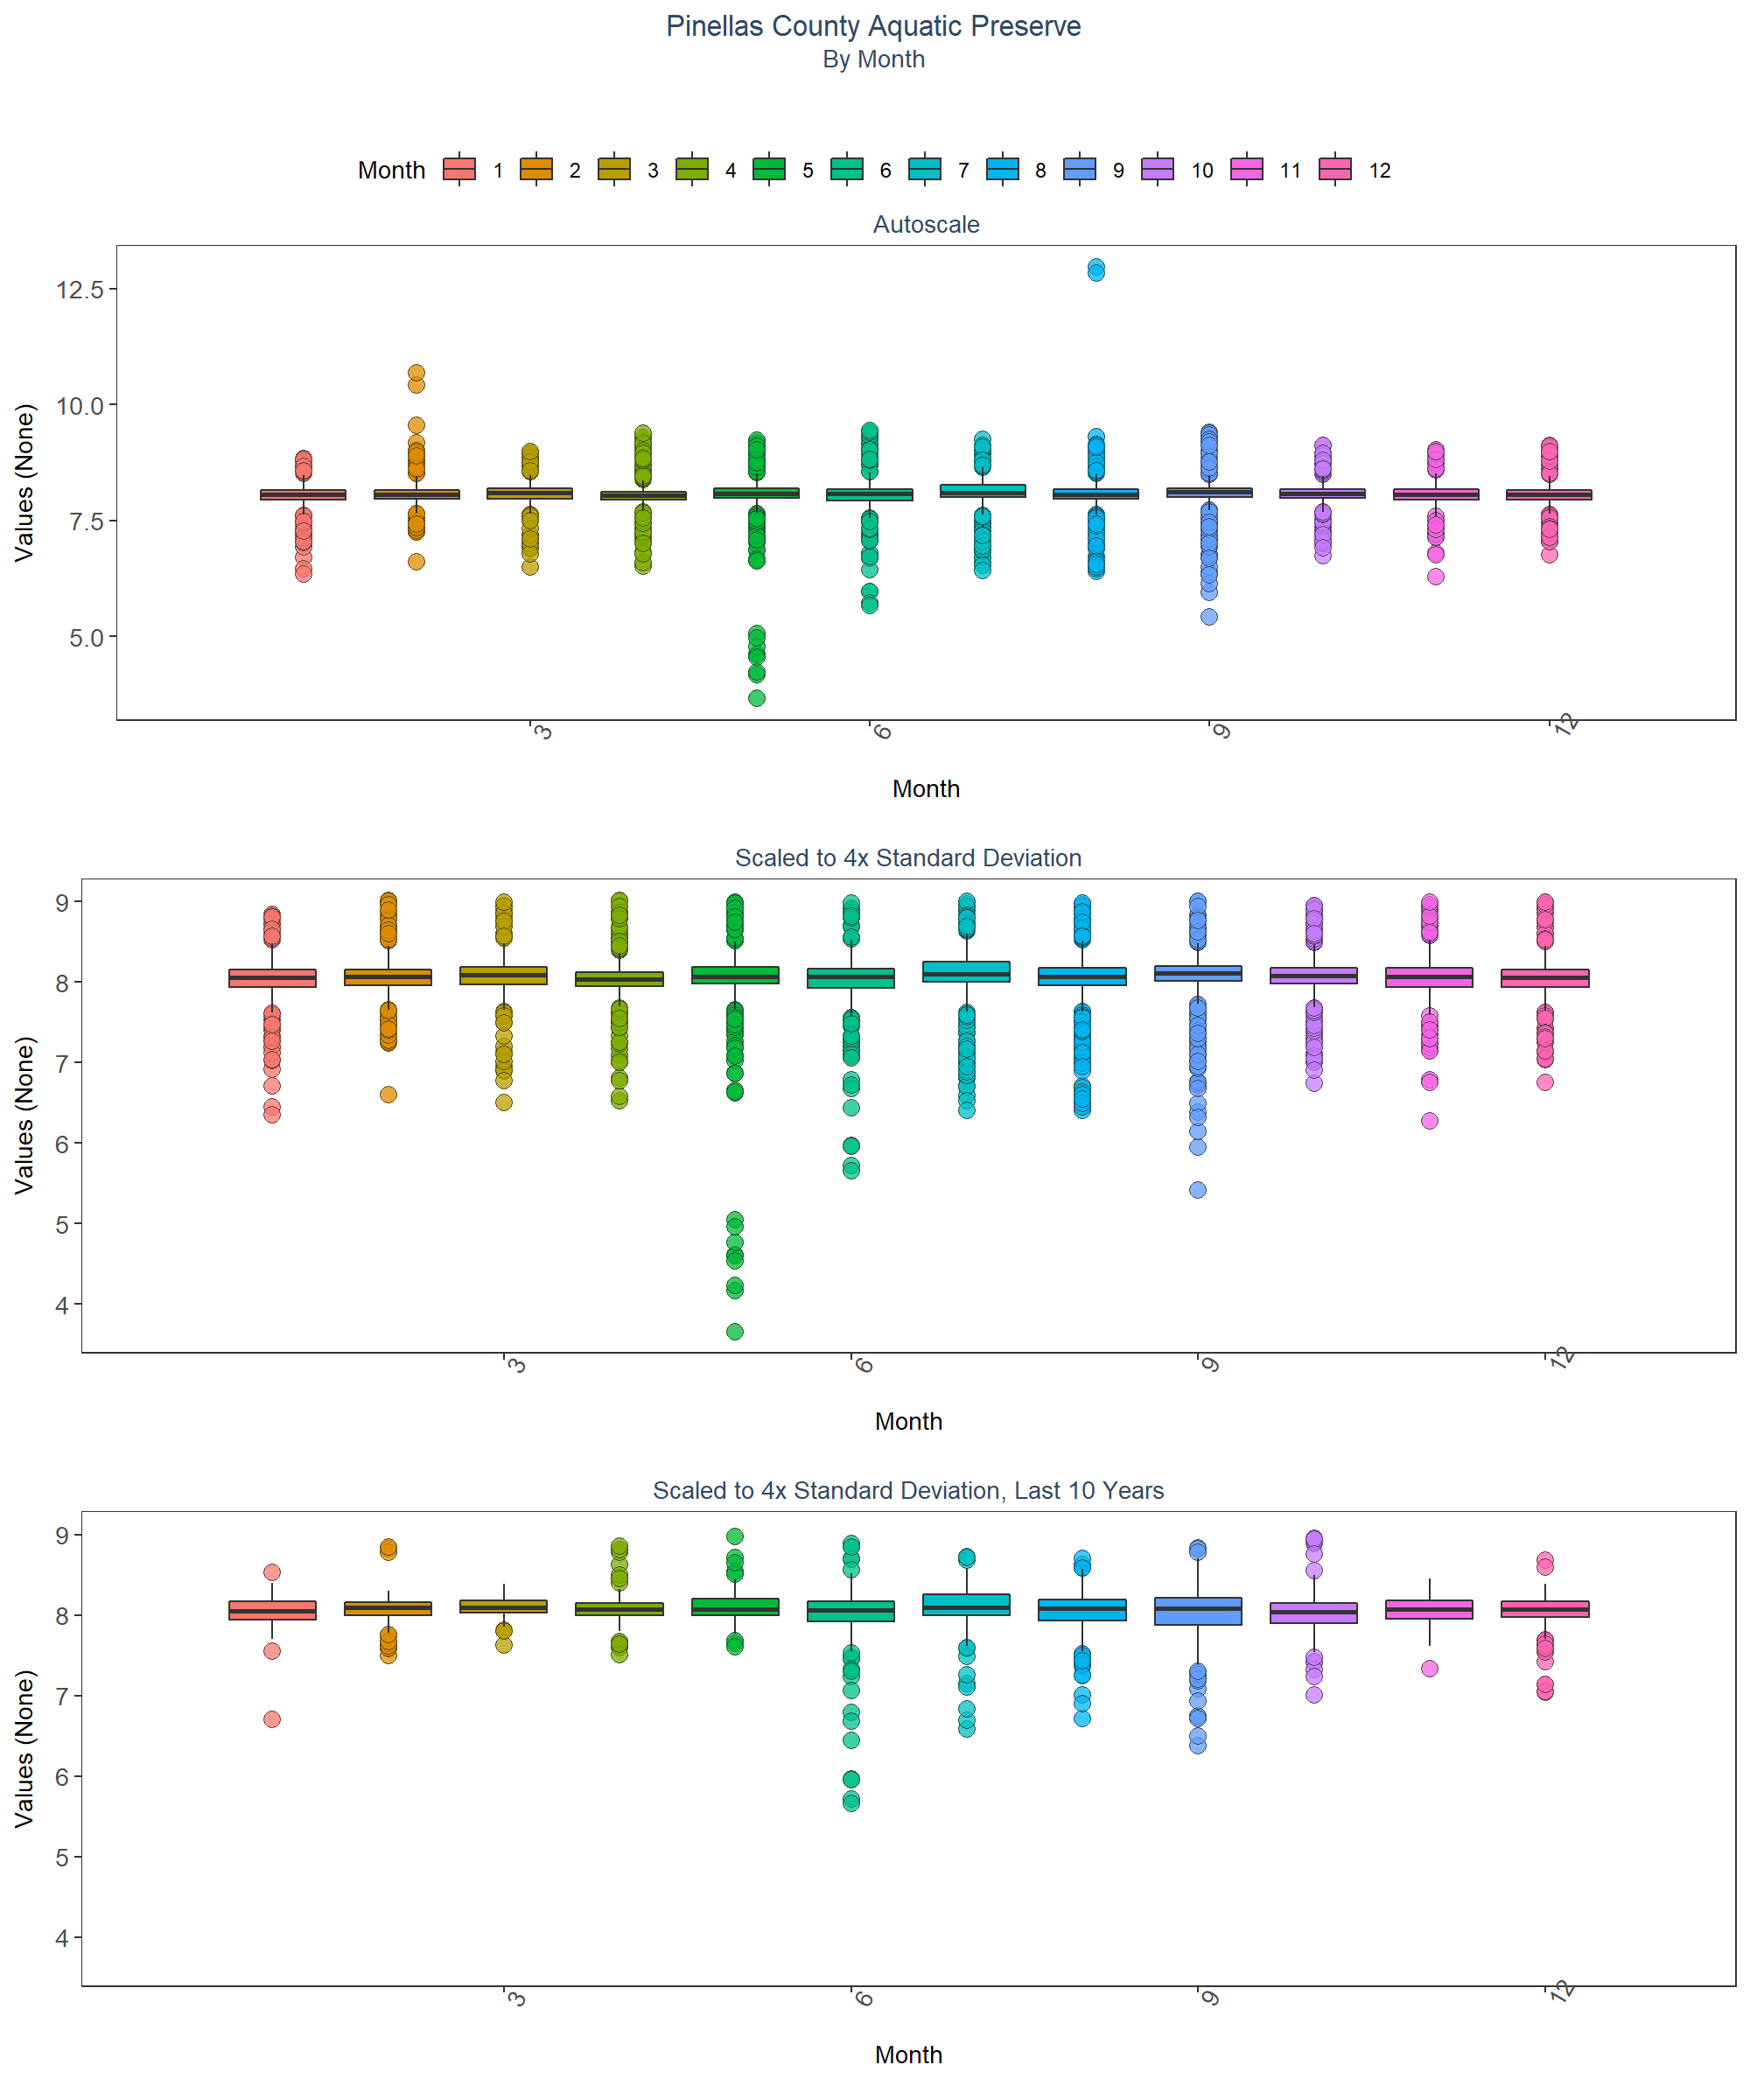 Pinellas County Aquatic Preserve
By Month
Month 1 2 3 4 5 6 7 8 9 10 11 12
Autoscale
Values (None)
12.5
10.0
7.5
5.0
3 6 9 12
Month
Scaled to 4x Standard Deviation
Values (None)
9
8
7
6
5
4
3 6 9 12
Month
Scaled to 4x Standard Deviation, Last 10 Years
Values (None)
9
8
7
6
5
4
3 6 9 12
Month